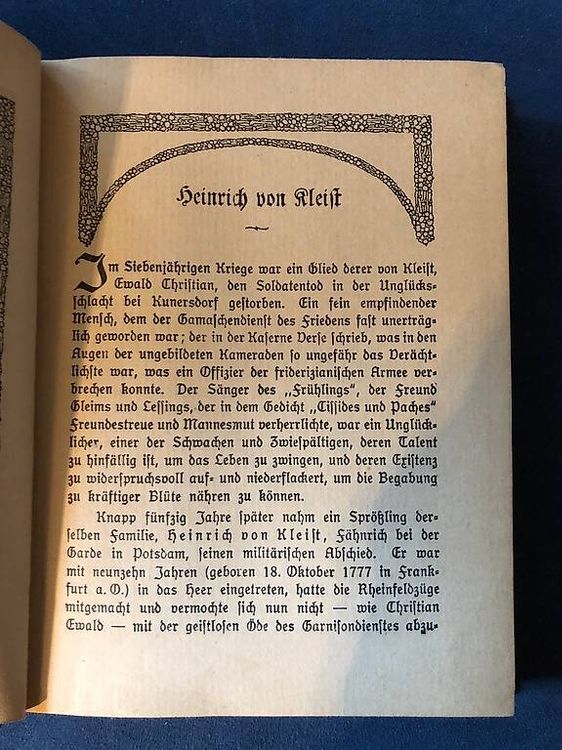 Heinrich von Kleist
Im Siebenjährigen Kriege war ein Glied derer von Kleist,
Ewald Christian, den Soldatentod in der Unglücks-
schlacht bei Kunersdorf gestorben. Ein fein empfindender
Mensch, dem der Gamaschendienst des Friedens fast unerträg-
lich geworden war; der in der Kaserne Verse schrieb, was in den
Augen der ungebildeten Kameraden so ungefähr das Verächt-
lichste war, was ein Offizier der friderizianischen Armee ver-
brechen konnte. Der Sänger des „Frühlings“, der Freund
Gleims und Lessings, der in dem Gedicht „Cissides und Paches“
Freundestreue und Mannesmut verherrlichte, war ein Unglück-
licher, einer der Schwachen und Zwiespältigen, deren Talent
zu hinfällig ist, um das Leben zu zwingen, und deren Existenz
zu widerspruchsvoll auf- und niederflackert, um die Begabung
zu kräftiger Blüte nähren zu können.
Knapp fünfzig Jahre später nahm ein Sprößling der-
selben Familie, Heinrich von Kleist, Fähnrich bei der
Garde in Potsdam, seinen militärischen Abschied. Er war
mit neunzehn Jahren (geboren 18. Oktober 1777 in Frank-
furt a. O.) in das Heer eingetreten, hatte die Rheinfeldzüge
mitgemacht und vermochte sich nun nicht — wie Christian
Ewald — mit der geistlosen Öde des Garnisondienstes abzu-